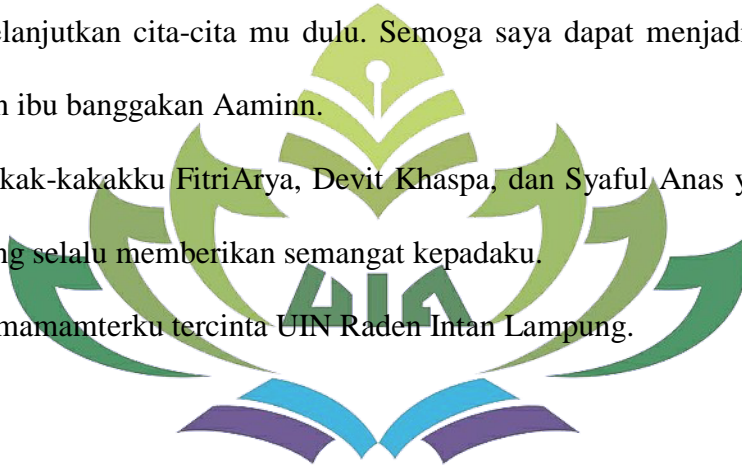 elanjutkan cita-cita mu dulu. Semoga saya dapat menjadi
ibu banggakan Aaminn.
kak-kakakku FitriArya, Devit Khaspa, dan Syaful Anas y
ng selalu memberikan semangat kepadaku.
mamamterku tercinta UIN Raden Intan Lampung.
UIN